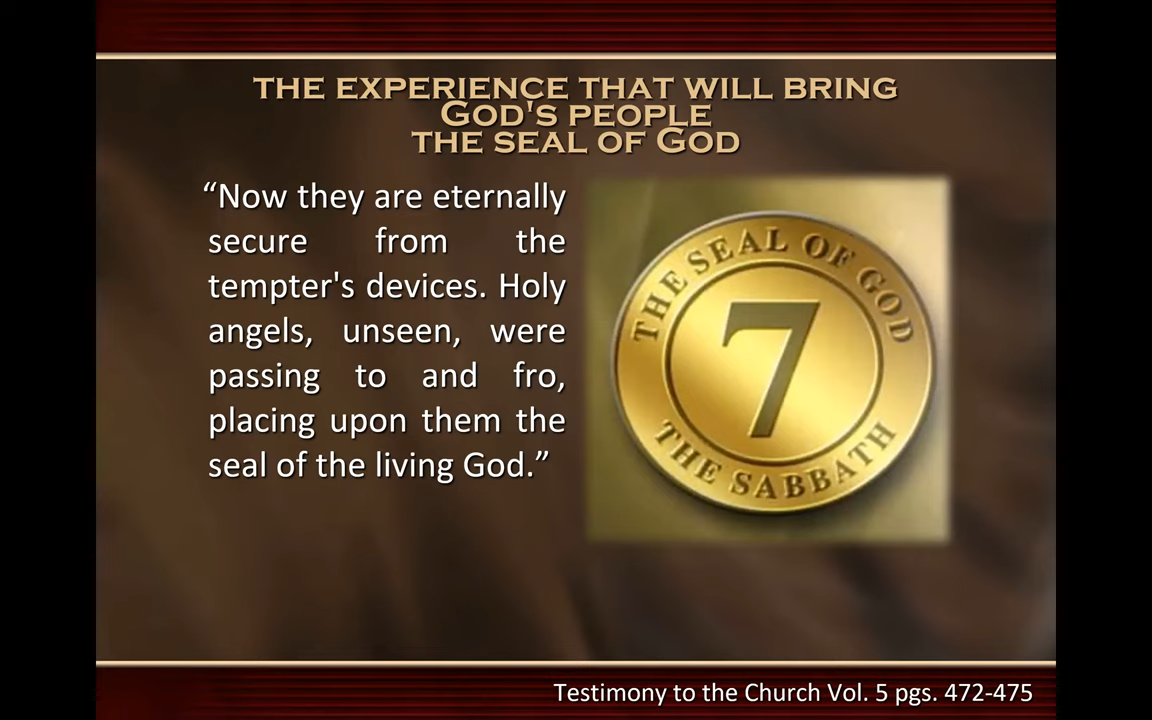 THE EXPERIENCE THAT WILL BRING
GOD'S PEOPLE
THE SEAL OF GOD
“Now they are eternally
secure from the
tempter's devices. Holy
angels, unseen, were
passing to and fro,
placing upon them the
seal of the living God.”
THE SEAL OF GOD
7
THE SABBATH
Testimony to the Church Vol. 5 pgs. 472-475